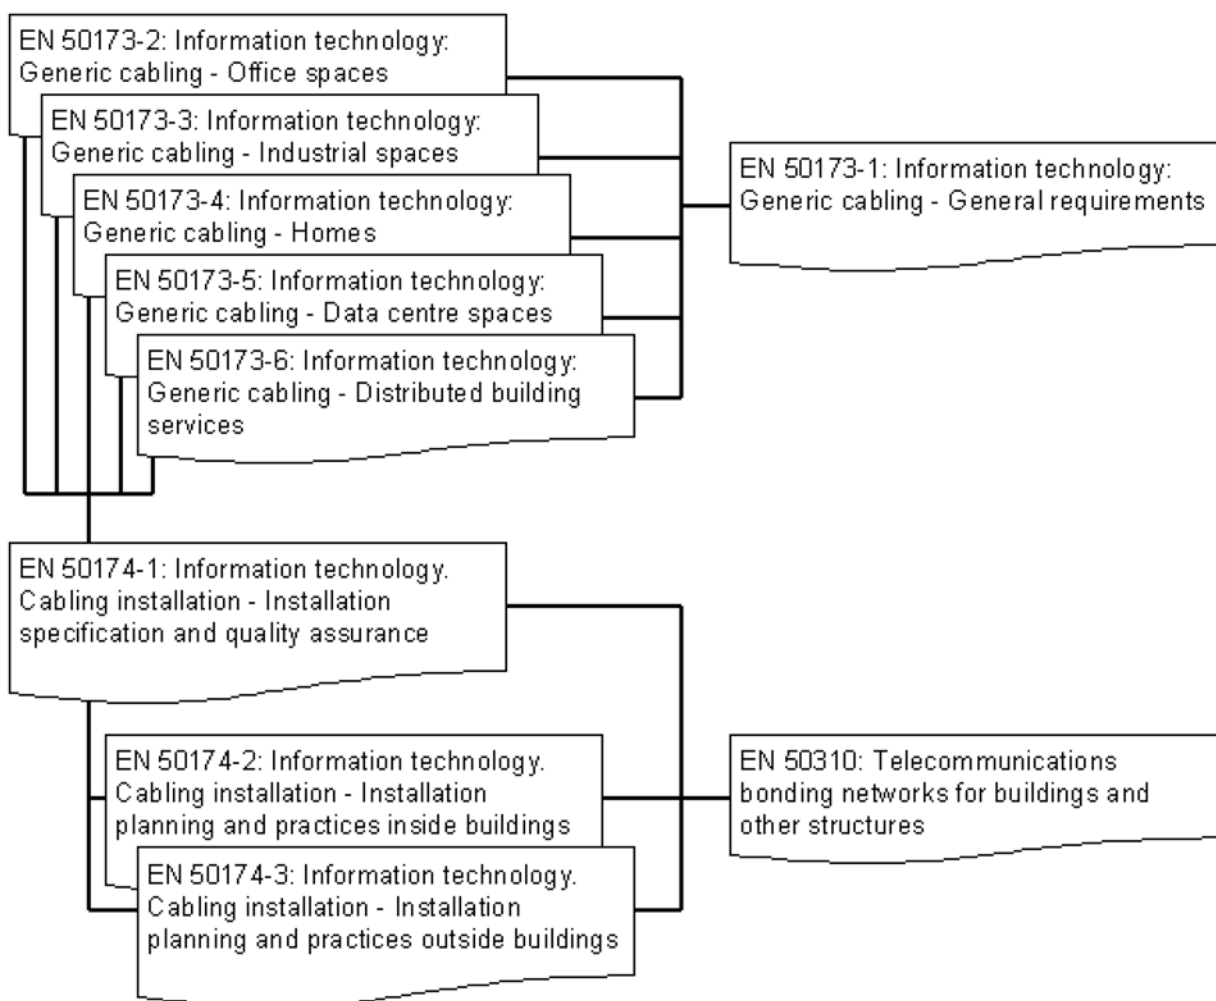 EN 50173-2: Information technology:
Generic cabling - Office spaces
EN 50173-3: Information technology:
Generic cabling - Industrial spaces
EN 50173-4: Information technology:
Generic cabling - Homes
EN 50173-5: Information technology:
Generic cabling - Data centre spaces
EN 50173-6: Information technology:
Generic cabling - Distributed building
services
EN 50173-1: Information technology:
Generic cabling - General requirements
EN 50174-1: Information technology.
Cabling installation - Installation
specification and quality assurance
EN 50174-2: Information technology.
Cabling installation - Installation
planning and practices inside buildings
EN 50174-3: Information technology.
Cabling installation - Installation
planning and practices outside buildings
EN 50310: Telecommunications
bonding networks for buildings and
other structures